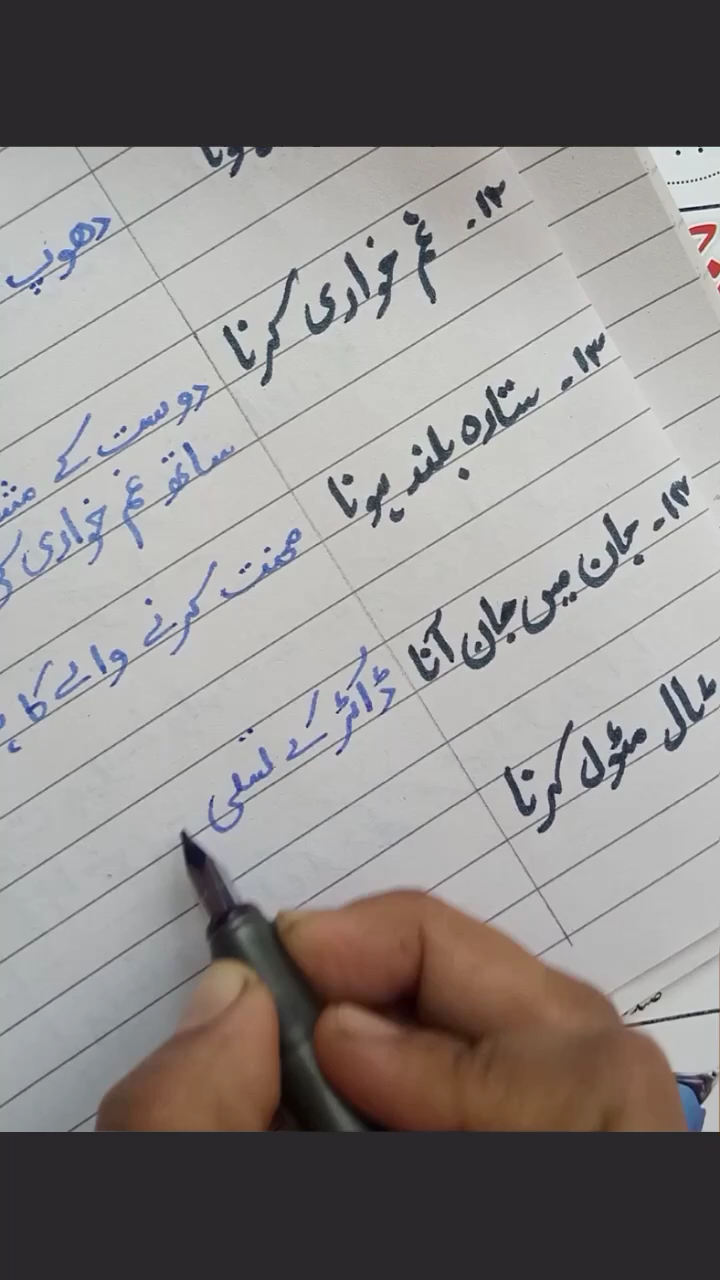 دھوپ
۱۲۔ غم خواری کرنا
دوست کے
ساتھ غم خواری
۱۳۔ ستارہ بلند ہونا
محنت کرنے والے کا
۱۴۔ جان میں جان آنا
ڈاکٹر کے تسلی
ٹال مٹول کرنا